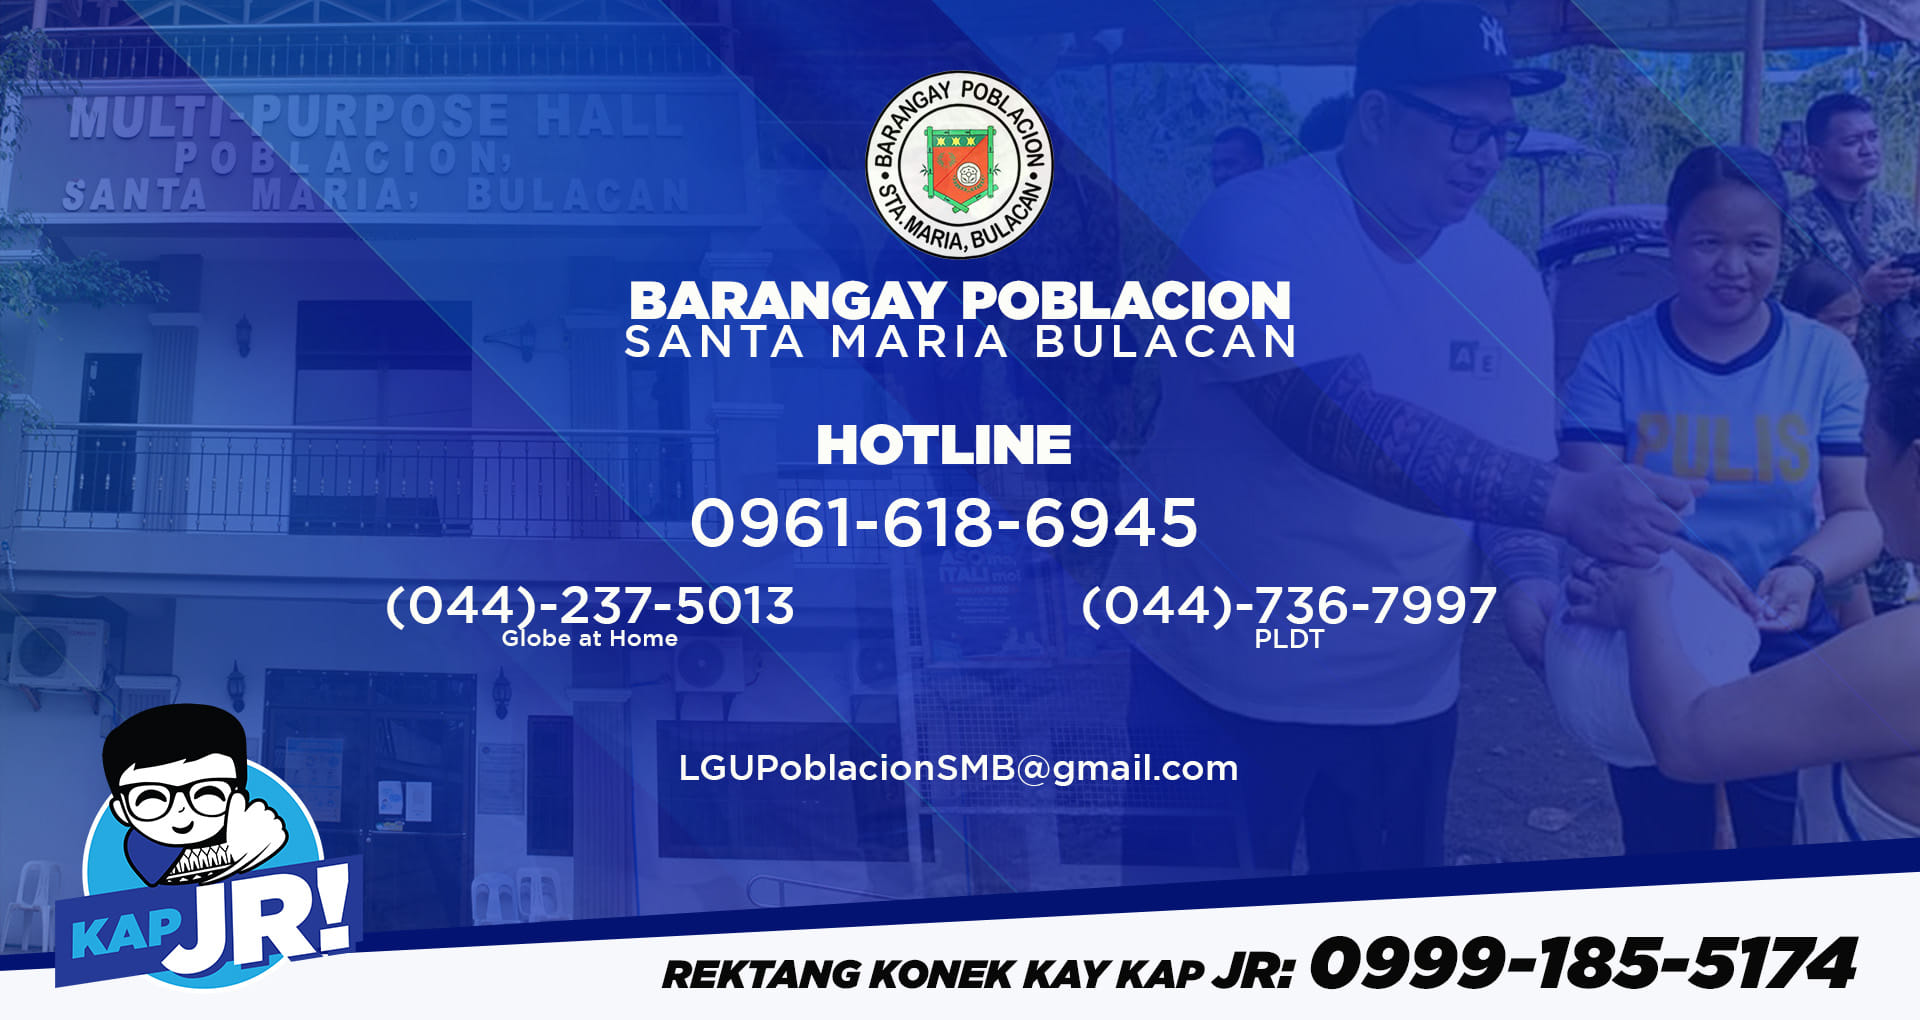 MULTI-PURPOSE HALL
POBLACION,
SANTA MARIA, BULACAN
BARANGAY POBLACION
STA. MARIA, BULACAN
BARANGAY POBLACION
SANTA MARIA BULACAN
HOTLINE
0961-618-6945
(044)-237-5013
Globe at Home
(044)-736-7997
PLDT
LGUPoblacionSMB@gmail.com
PULIS
KAP JR!
REKTANG KONEK KAY KAP JR: 0999-185-5174